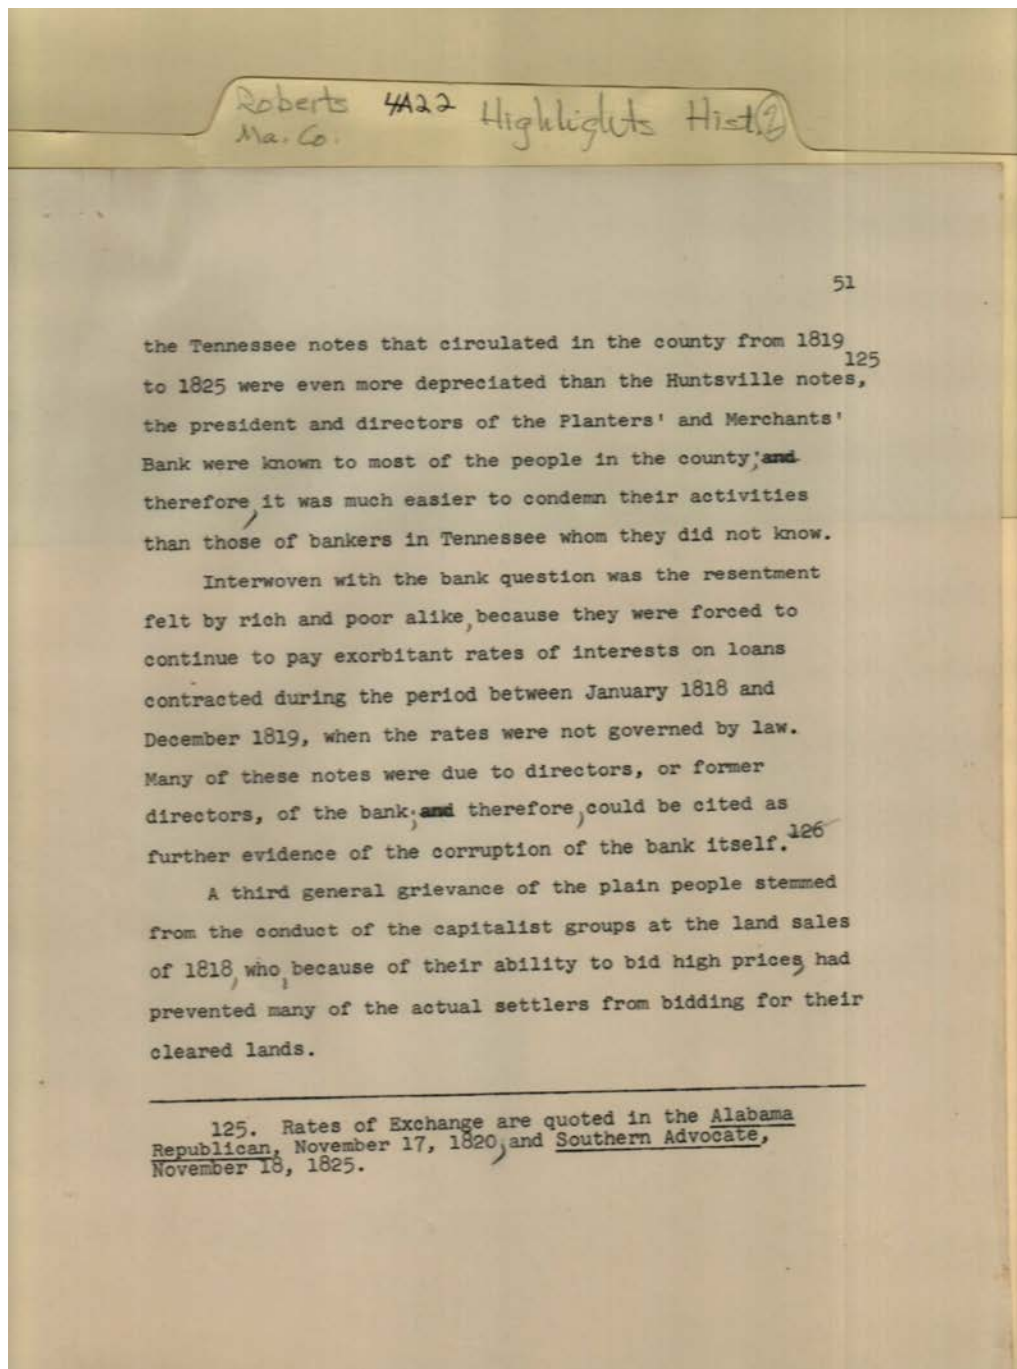 Roberts 4A22 Highlights Hist. 2
Ma. Co.
51
the Tennessee notes that circulated in the county from 1819
125
to 1825 were even more depreciated than the Huntsville notes,
the president and directors of the Planters' and Merchants'
Bank were known to most of the people in the county; and
therefore, it was much easier to condemn their activities
than those of bankers in Tennessee whom they did not know.
Interwoven with the bank question was the resentment
felt by rich and poor alike, because they were forced to
continue to pay exorbitant rates of interests on loans
contracted during the period between January 1818 and
December 1819, when the rates were not governed by law.
Many of these notes were due to directors, or former
directors, of the bank; and therefore, could be cited as
further evidence of the corruption of the bank itself.126
A third general grievance of the plain people stemmed
from the conduct of the capitalist groups at the land sales
of 1818, who, because of their ability to bid high prices, had
prevented many of the actual settlers from bidding for their
cleared lands.
125. Rates of Exchange are quoted in the Alabama
Republican, November 17, 1820, and Southern Advocate,
November 18, 1825.